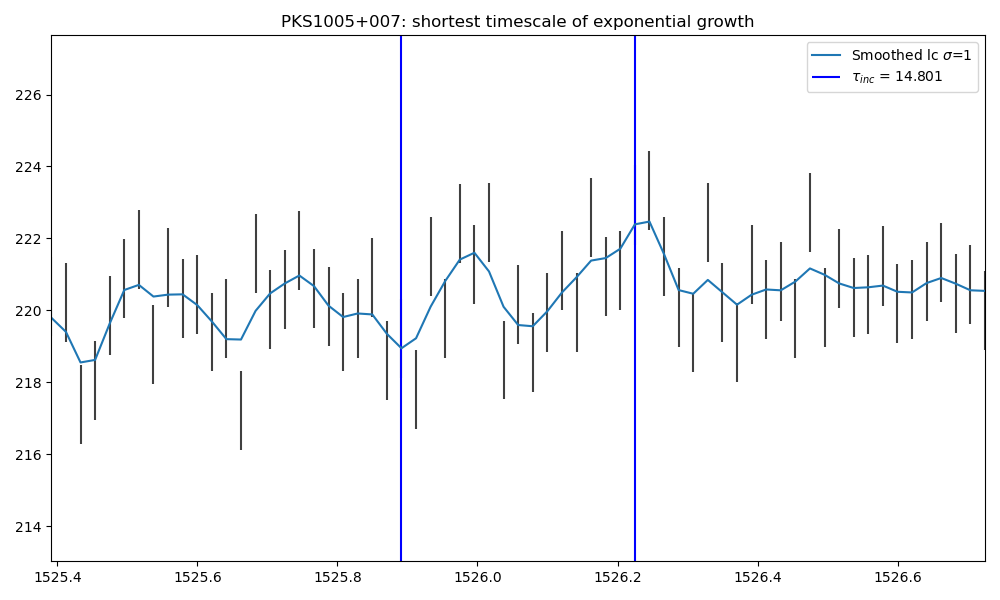 PKS1005+007: shortest timescale of exponential growth
Smoothed lc σ=1
τinc = 14.801
226
224
222
220
218
216
214
1525.4 1525.6 1525.8 1526.0 1526.2 1526.4 1526.6